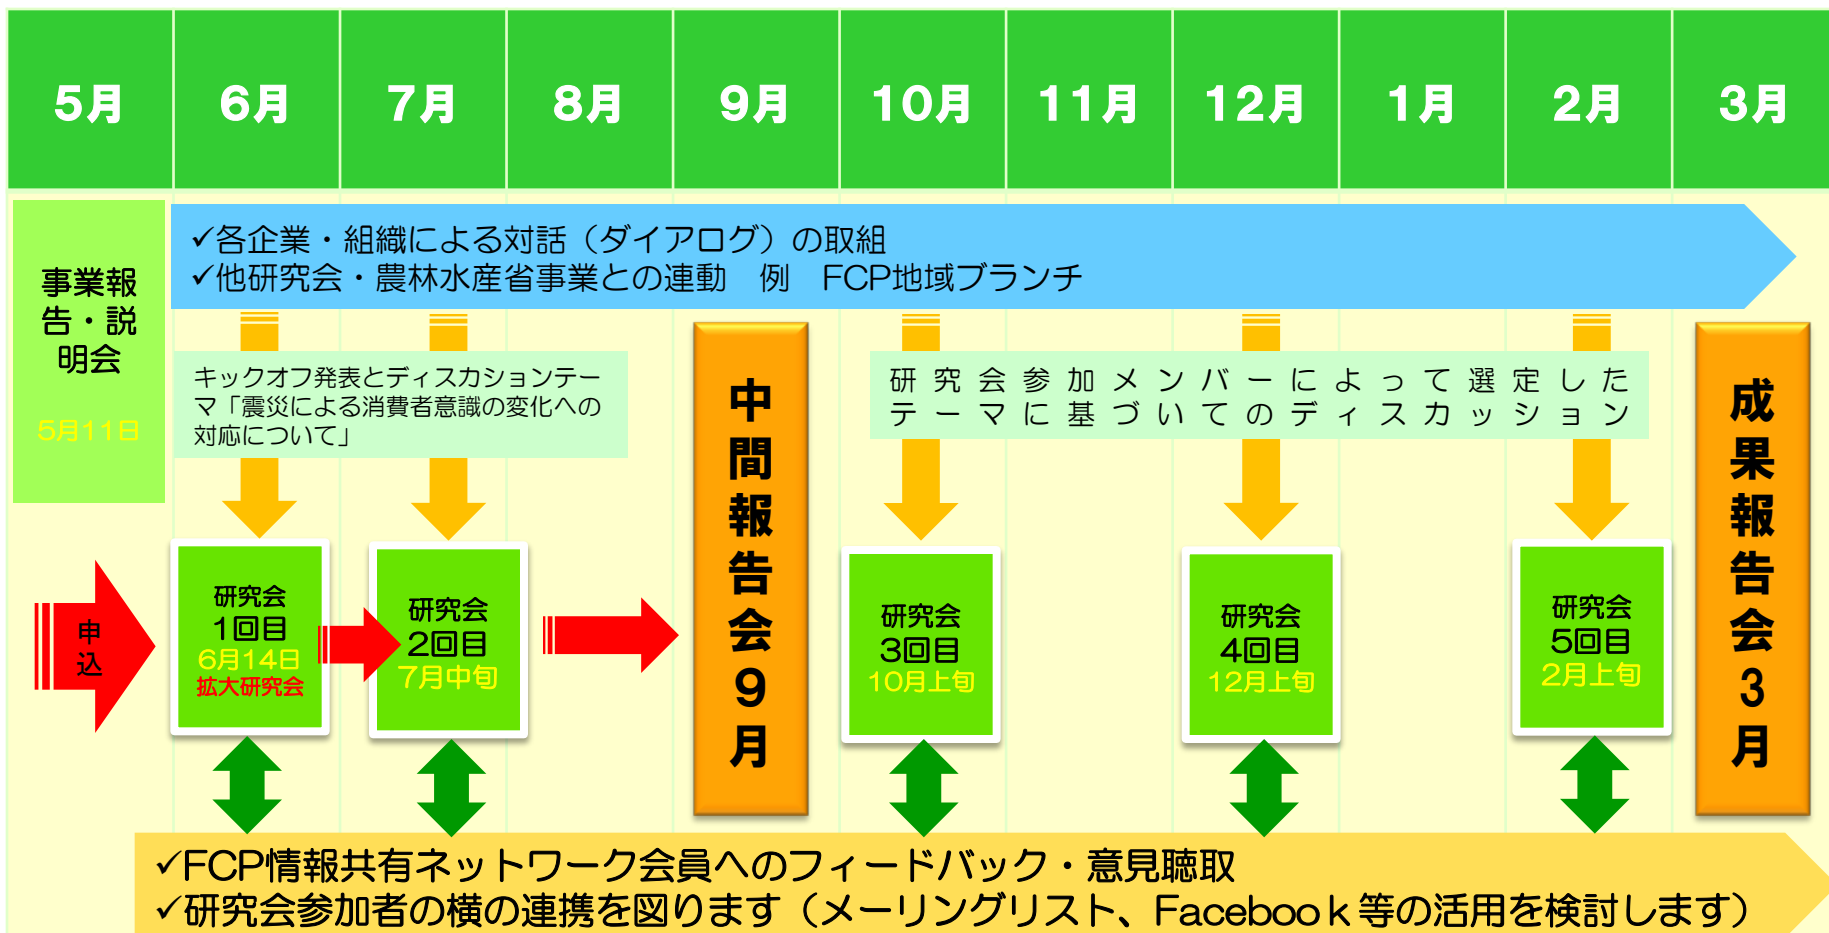 5月 6月 7月 8月 9月 10月 11月 12月 1月 2月 3月
事業報
告・説
明会
5月11日
✓各企業・組織による対話（ダイアログ）の取組
✓他研究会・農林水産省事業との連動　例　FCP地域ブランチ
キックオフ発表とディスカションテー
マ「震災による消費者意識の変化への
対応について」
研究会参加メンバーによって選定した
テーマに基づいてのディスカッション
申
込
研究会
1回目
6月14日
拡大研究会
研究会
2回目
7月中旬
中間報告会9月
研究会
3回目
10月上旬
研究会
4回目
12月上旬
研究会
5回目
2月上旬
成果報告会3月
✓FCP情報共有ネットワーク会員へのフィードバック・意見聴取
✓研究会参加者の横の連携を図ります（メーリングリスト、Facebook等の活用を検討します）